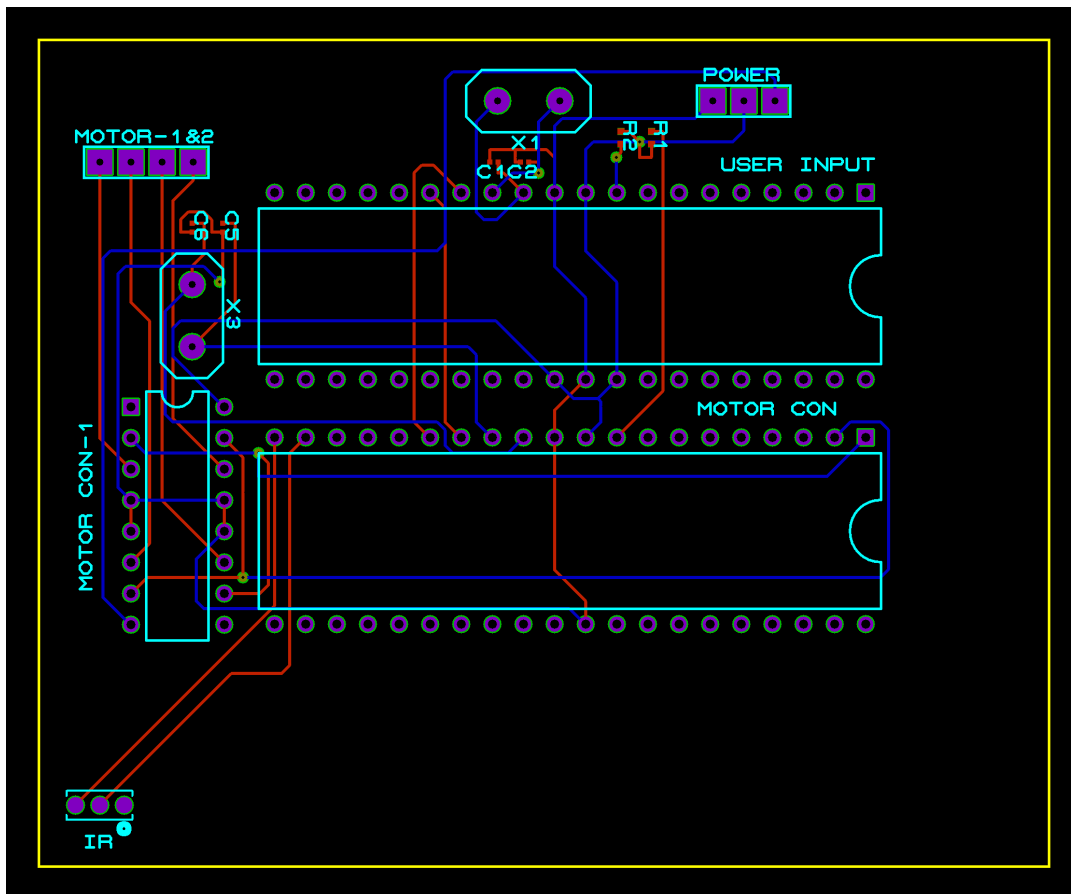 POWER
MOTOR-1&2
X1
R2
R1
USER INPUT
C1C2
C6
C5
X3
MOTOR CON
MOTOR CON-1
IR